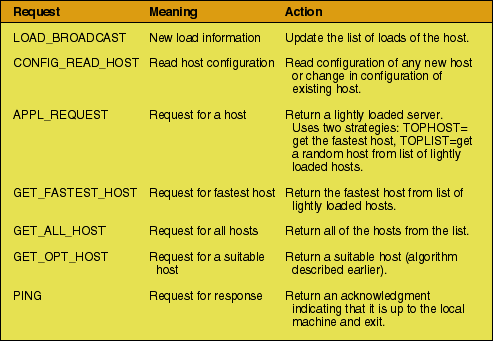 Request Meaning Action
LOAD_BROADCAST New load information Update the list of loads of the host.
CONFIG_READ_HOST Read host configuration Read configuration of any new host
or change in configuration of
existing host.
APPL_REQUEST Request for a host Return a lightly loaded server.
Uses two strategies: TOPHOST=
get the fastest host, TOPLIST=get
a random host from list of lightly
loaded hosts.
GET_FASTEST_HOST Request for fastest host Return the fastest host from list of
lightly loaded hosts.
GET_ALL_HOST Request for all hosts Return all of the hosts from the list.
GET_OPT_HOST Request for a suitable Return a suitable host (algorithm
host described earlier).
PING Request for response Return an acknowledgment
indicating that it is up to the local
machine and exit.